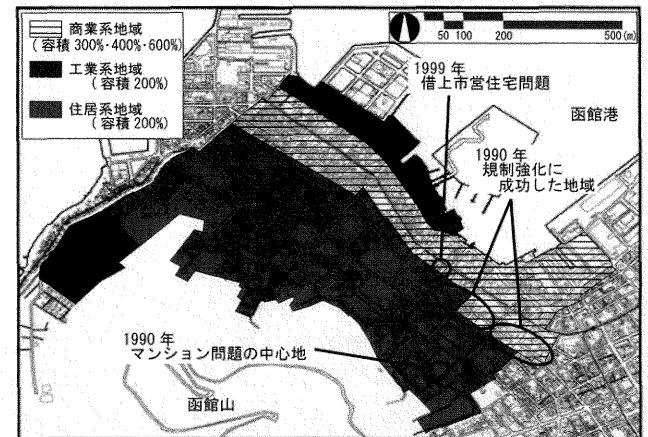 商業系地域
(容積 300%・400%・600%)
工業系地域
(容積 200%)
住居系地域
(容積 200%)
50 100 200 500 (m)
1999 年
借上市営住宅問題
函館港
1990 年
規制強化に
成功した地域
1990 年
マンション問題の中心地
函館山